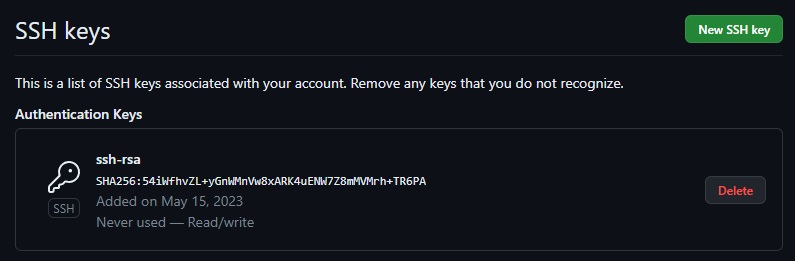 SSH keys
New SSH key
This is a list of SSH keys associated with your account. Remove any keys that you do not recognize.
Authentication Keys
ssh-rsa
SHA256:54iWfhvZL+yGnWMnVw8xARK4uENW7Z8mMVMrh+TR6PA
SSH
Added on May 15, 2023
Never used — Read/write
Delete